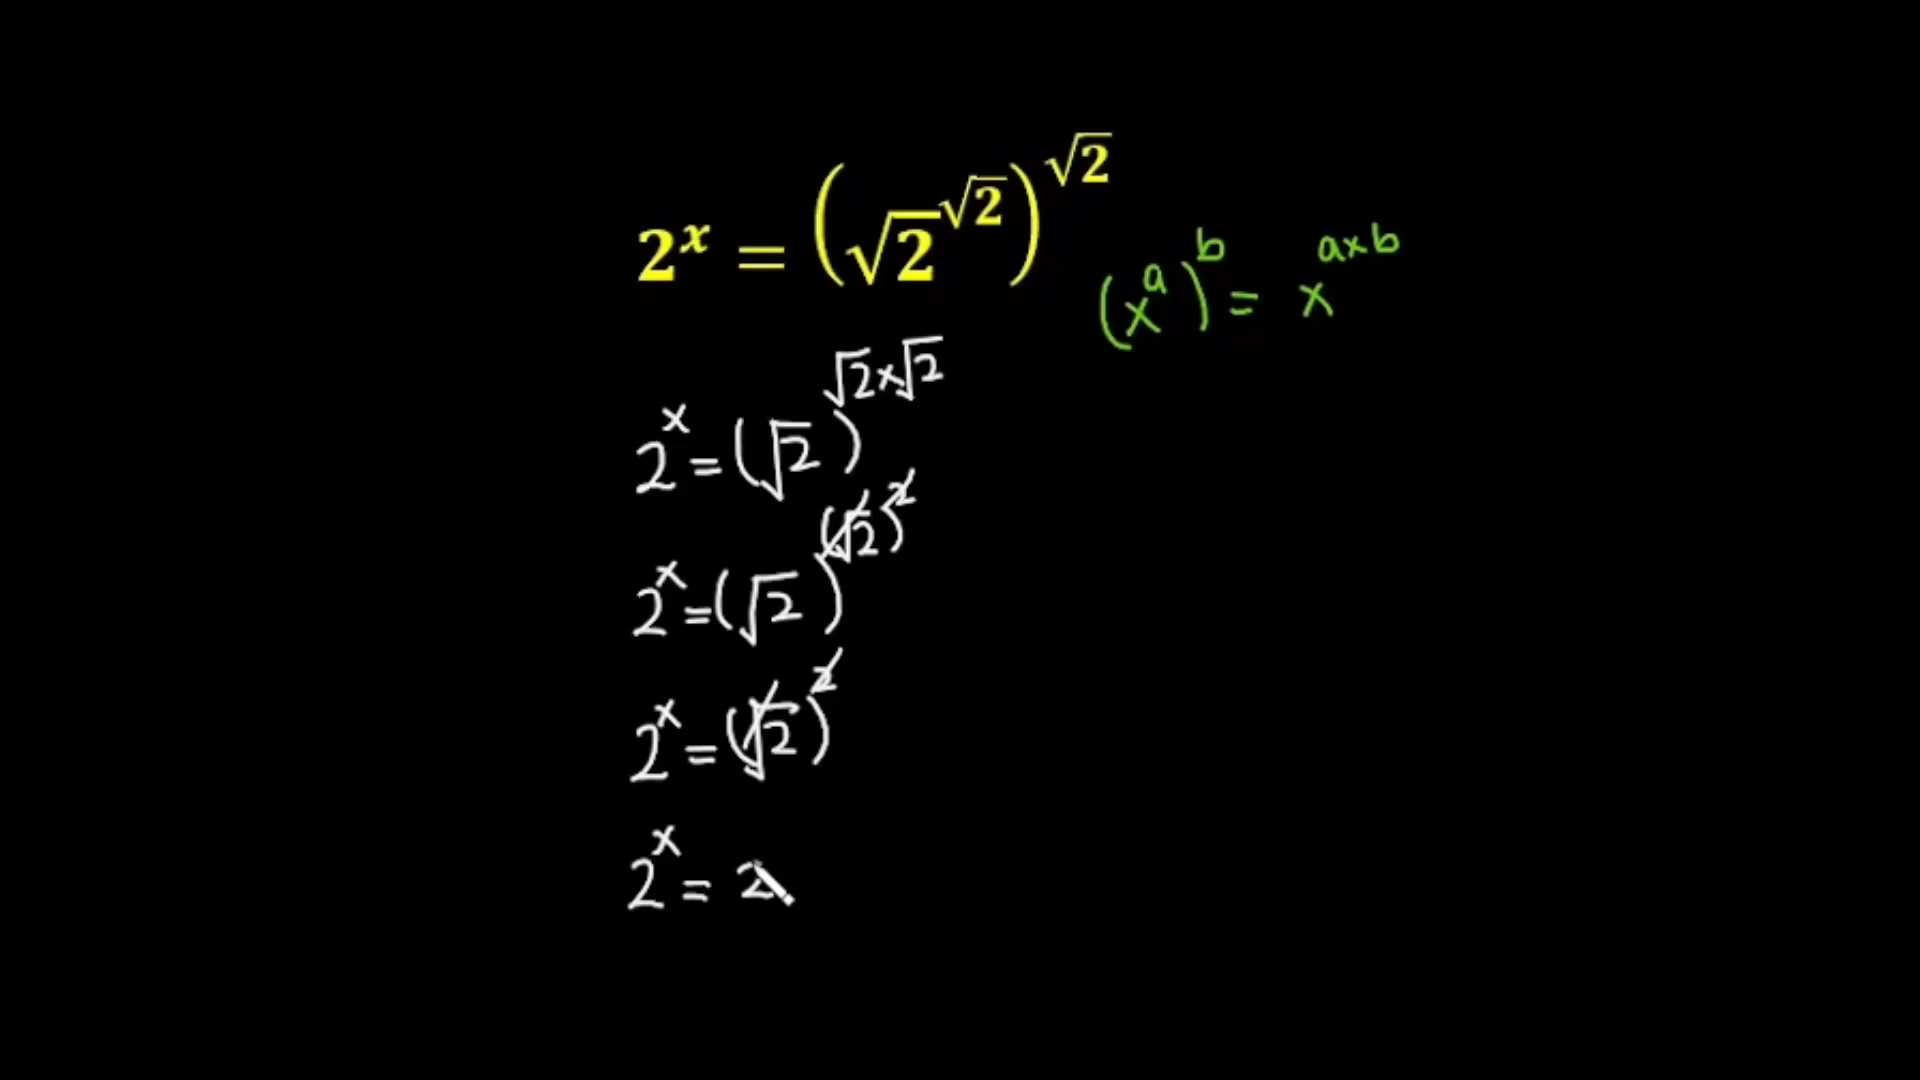 2^x = (√2^√2)^√2
(x^a)^b = x^(a×b)
2^x = (√2)^(√2×√2)
2^x = (√2)^((√2)^2)
2^x = (√2)^2
2^x = 2